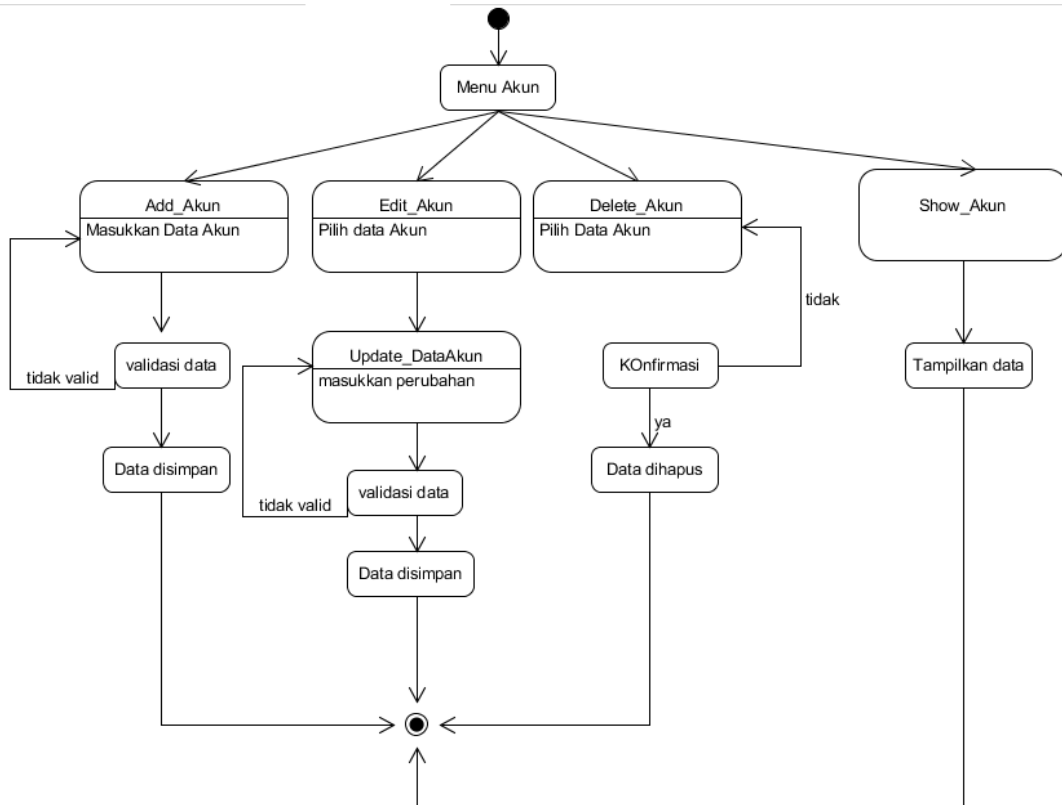 Menu Akun
Add_Akun
Masukkan Data Akun
Edit_Akun
Pilih data Akun
Delete_Akun
Pilih Data Akun
Show_Akun
tidak
validasi data
tidak valid
Update_DataAkun
masukkan perubahan
KOnfirmasi
Tampilkan data
ya
Data disimpan
Data dihapus
validasi data
tidak valid
Data disimpan